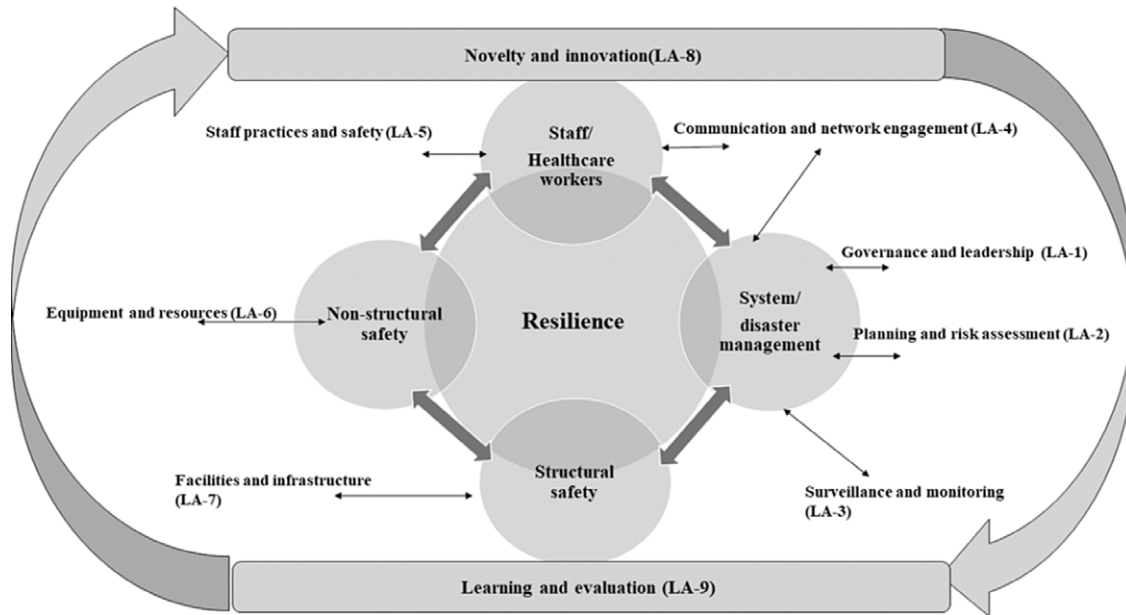 Novelty and innovation(LA-8)
Staff practices and safety (LA-5)
Staff/
Healthcare
workers
Communication and network engagement (LA-4)
Governance and leadership (LA-1)
Equipment and resources (LA-6)
Non-structural
safety
Resilience
System/
disaster
management
Planning and risk assessment (LA-2)
Facilities and infrastructure
(LA-7)
Structural
safety
Surveillance and monitoring
(LA-3)
Learning and evaluation (LA-9)